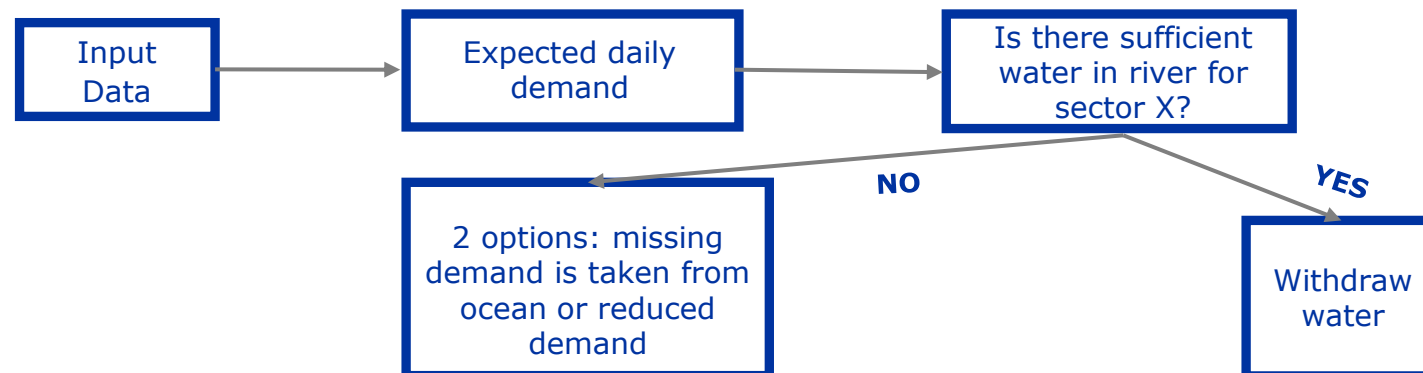 Input
Data
Expected daily
demand
Is there sufficient
water in river for
sector X?
NO
YES
2 options: missing
demand is taken from
ocean or reduced
demand
Withdraw
water